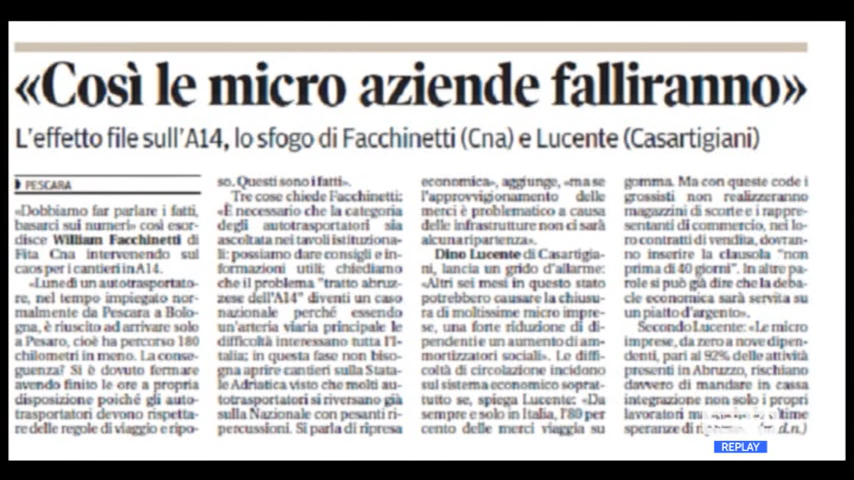 «Così le micro aziende falliranno»
L'effetto file sull'A14, lo sfogo di Facchinetti (Cna) e Lucente (Casartigiani)
PESCARA
«Dobbiamo far parlare i fatti,
basarci sui numeri» così esor-
disce William Facchinetti di
Fita Cna intervenendo sul
caos per i cantieri in A14.
«Lunedì un autotrasportato-
re, nel tempo impiegato nor-
malmente da Pescara a Bolo-
gna, è riuscito ad arrivare solo
a Pesaro, cioè ha percorso 180
chilometri in meno. La conse-
guenza? Si è dovuto fermare
avendo finito le ore a propria
disposizione poiché gli auto-
trasportatori devono rispetta-
re delle regole di viaggio e ripo-
so. Questi sono i fatti».
Tre cose chiede Facchinetti:
«È necessario che la categoria
degli autotrasportatori sia
ascoltata nei tavoli istituziona-
li: possiamo dare consigli e in-
formazioni utili; chiediamo
che il problema "tratto abruz-
zese dell'A14" diventi un caso
nazionale perché essendo
un'arteria viaria principale le
difficoltà interessano tutta l'I-
talia; in questa fase non biso-
gna aprire cantieri sulla Stata-
le Adriatica visto che molti au-
totrasportatori si riversano già
sulla Nazionale con pesanti ri-
percussioni. Si parla di ripresa
economica», aggiunge, «ma se
l'approvvigionamento delle
merci è problematico a causa
delle infrastrutture non ci sarà
alcuna ripartenza».
Dino Lucente di Casartigia-
ni, lancia un grido d'allarme:
«Altri sei mesi in questo stato
potrebbero causare la chiusu-
ra di moltissime micro impre-
se, una forte riduzione di di-
pendenti e un aumento di am-
mortizzatori sociali». Le diffi-
coltà di circolazione incidono
sul sistema economico soprat-
tutto se, spiega Lucente: «Da
sempre e solo in Italia, l'80 per
cento delle merci viaggia su
gomma. Ma con queste code i
grossisti non realizzeranno
magazzini di scorte e i rappre-
sentanti di commercio, nei lo-
ro contratti di vendita, dovran-
no inserire la clausola "non
prima di 40 giorni". In altre pa-
role si può già dire che la deba-
cle economica sarà servita su
un piatto d'argento».
Secondo Lucente: «Le micro
imprese, da zero a nove dipen-
denti, pari al 92% delle attività
presenti in Abruzzo, rischiano
davvero di mandare in cassa
integrazione non solo i propri
lavoratori ma
speranze di (m.d.n.)
REPLAY